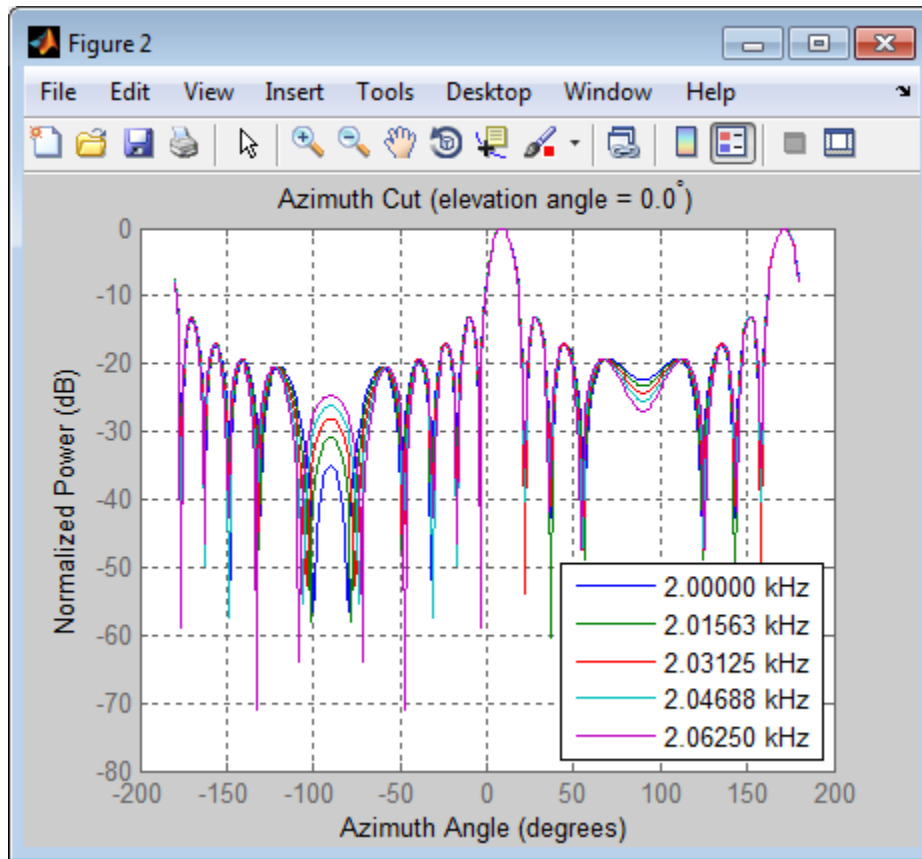 Figure 2
File Edit View Insert Tools Desktop Window Help
Azimuth Cut (elevation angle = 0.0°)
Normalized Power (dB)
0
-10
-20
-30
-40
-50
-60
-70
-80
2.00000 kHz
2.01563 kHz
2.03125 kHz
2.04688 kHz
2.06250 kHz
-200 -150 -100 -50 0 50 100 150 200
Azimuth Angle (degrees)